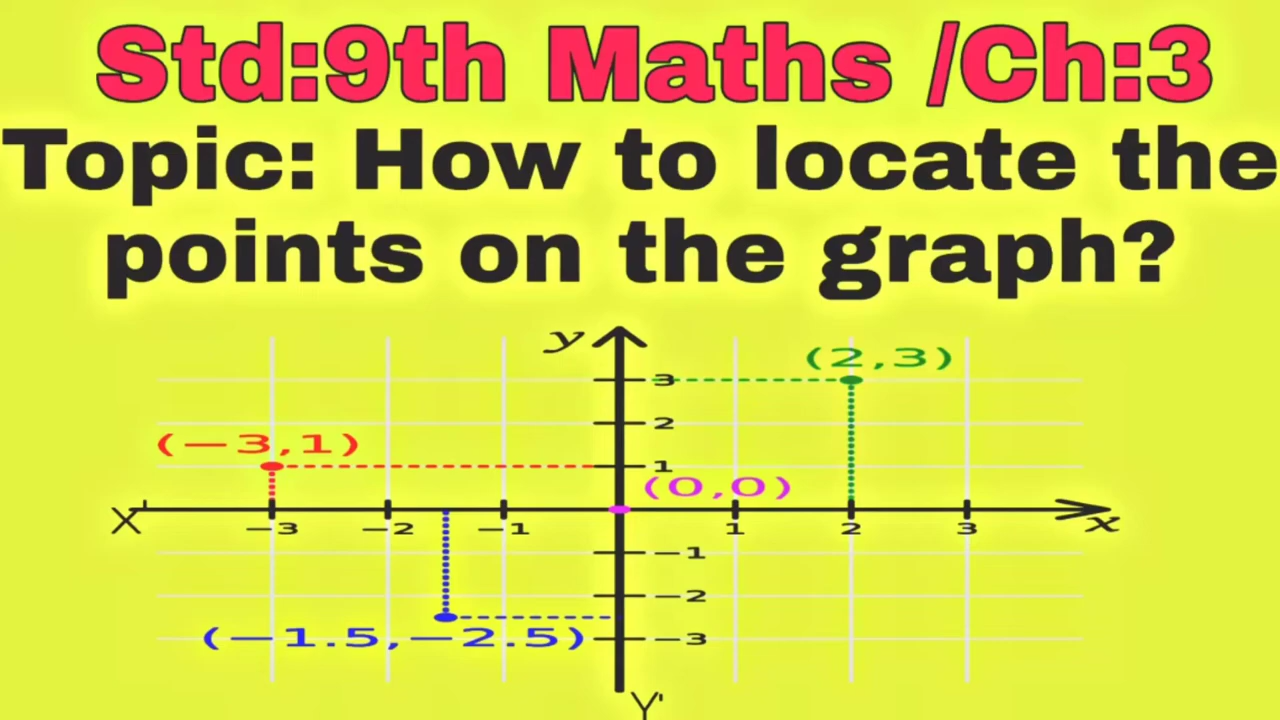 Std:9th Maths /Ch:3
Topic: How to locate the
points on the graph?
y
(2,3)
3
2
(−3,1)
1
(0,0)
X'
−3 −2 −1 1 2 3
x
−1
−2
(−1.5,−2.5)
−3
Y'